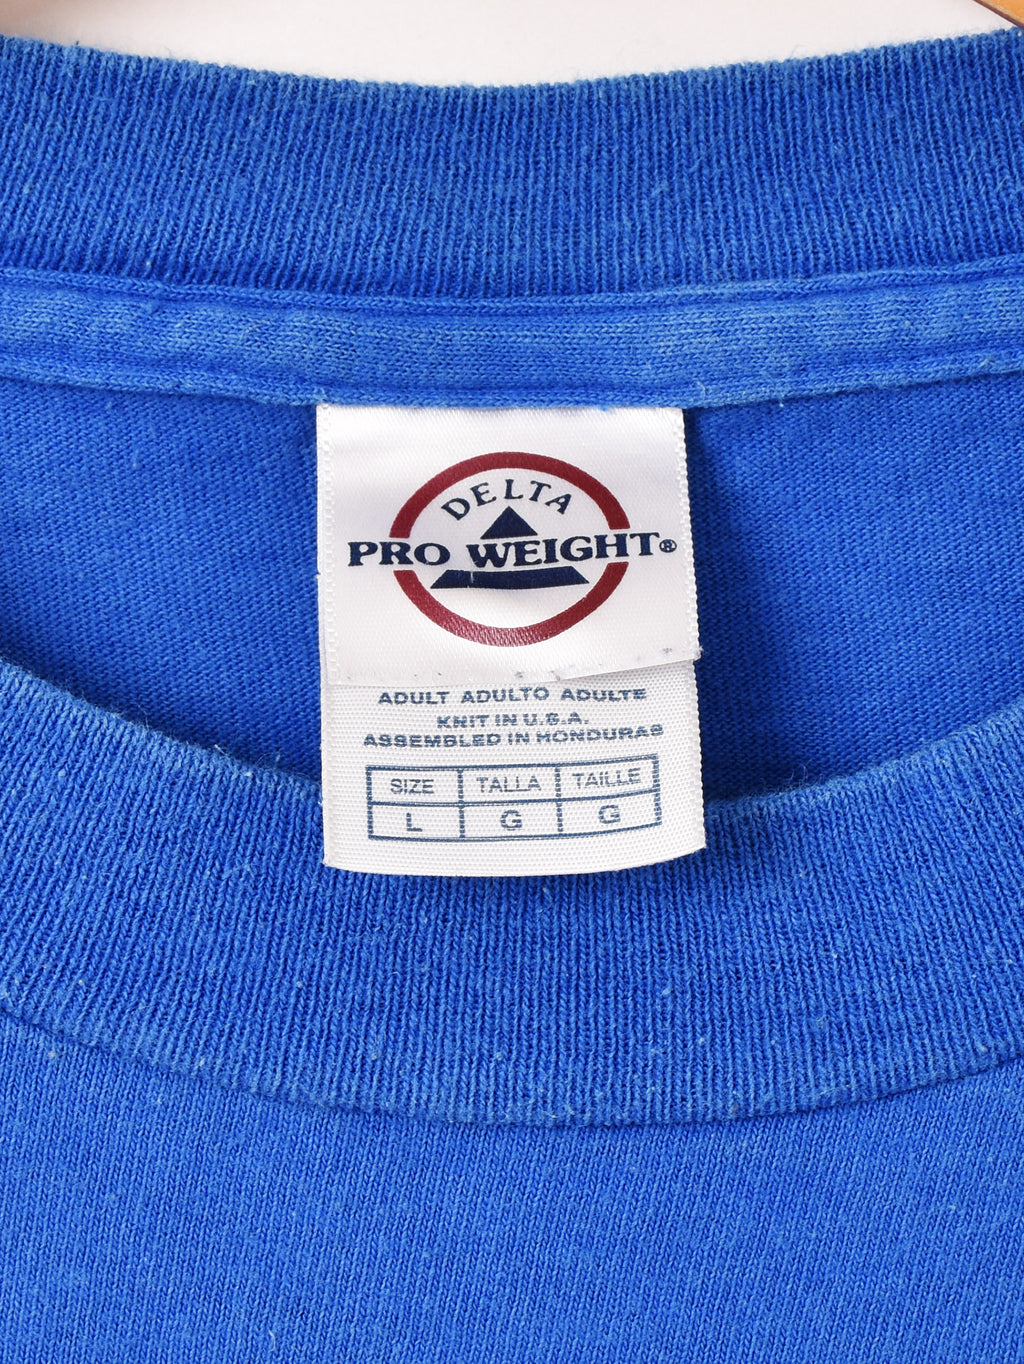 DELTA
PRO WEIGHT®
ADULT ADULTO ADULTE
KNIT IN U.S.A.
ASSEMBLED IN HONDURAS
SIZE TALLA TAILLE
L G G